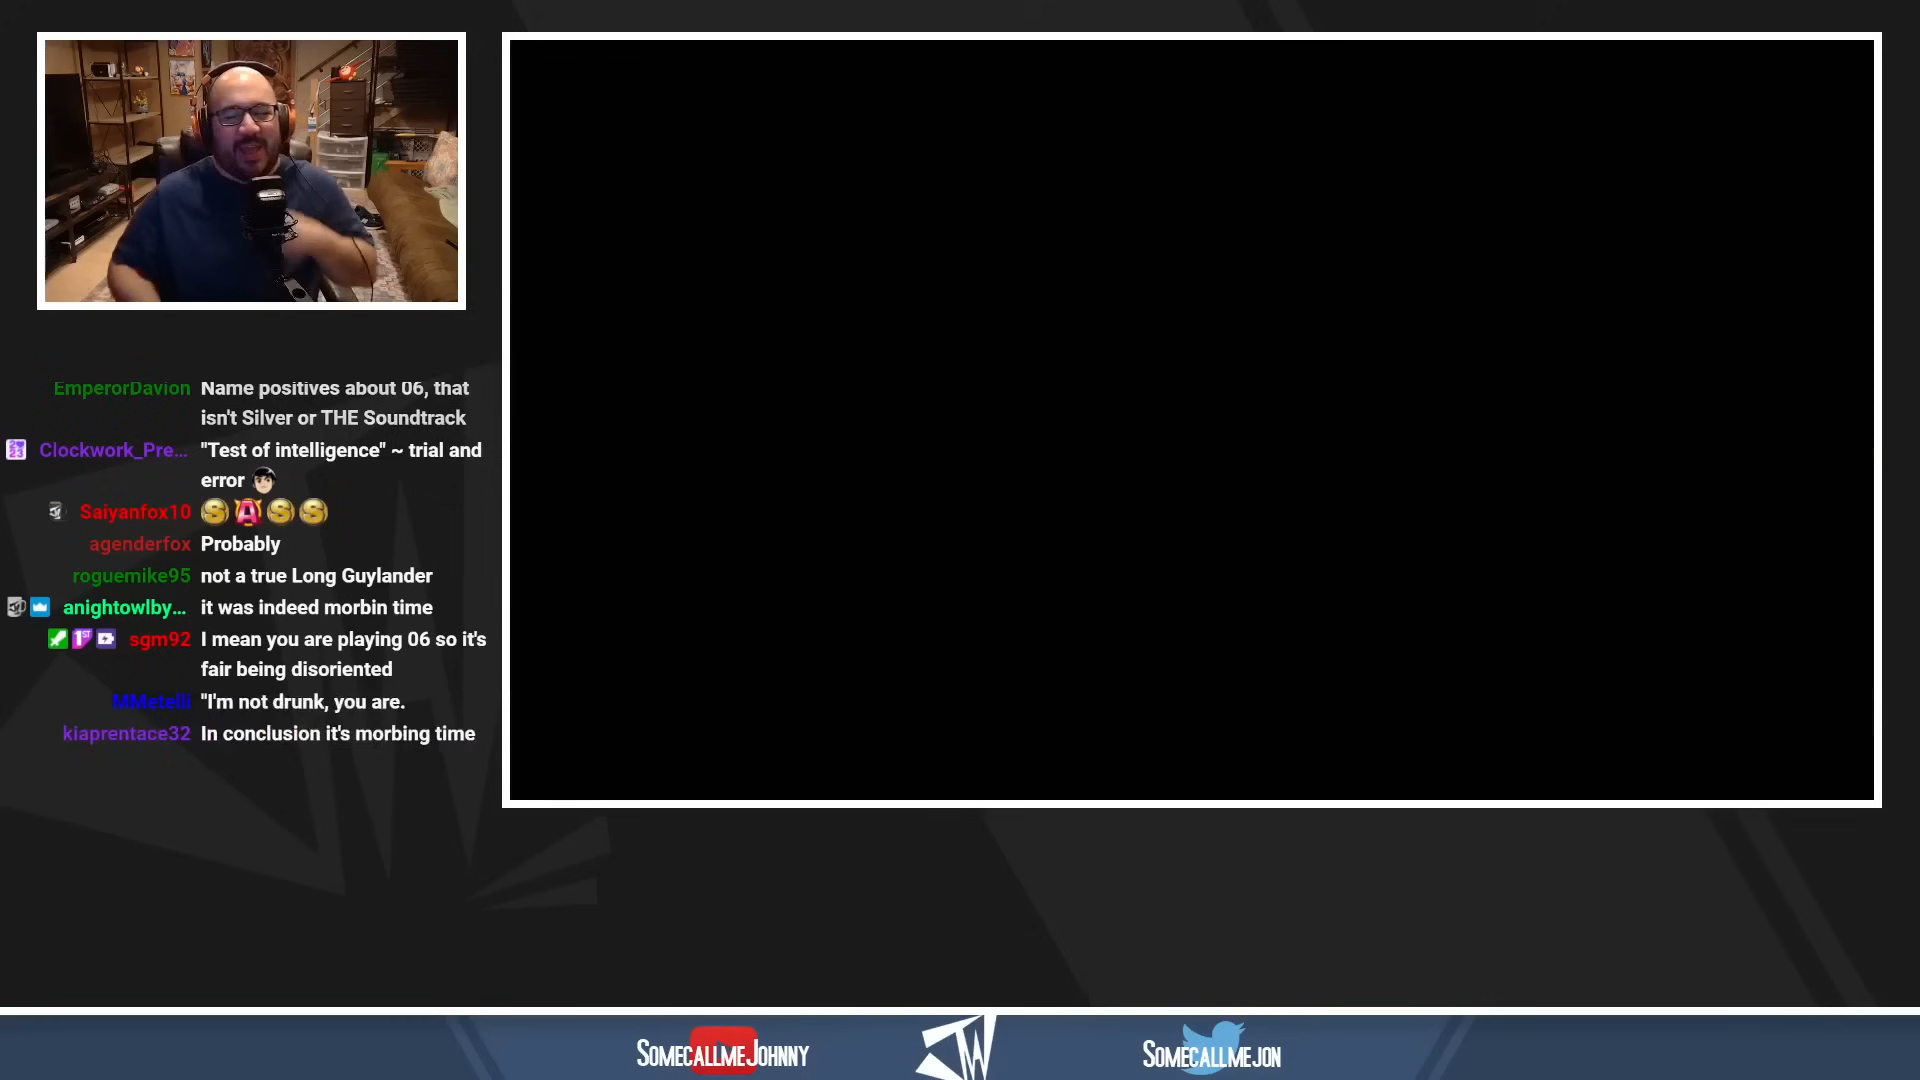 EmperorDavion Name positives about 06, that
isn't Silver or THE Soundtrack
Clockwork_Pre... "Test of intelligence" ~ trial and
error
Saiyanfox10 S A S S
agenderfox Probably
roguemike95 not a true Long Guylander
anightowlby... it was indeed morbin time
sgm92 I mean you are playing 06 so it's
fair being disoriented
MMetelli "I'm not drunk, you are.
kiaprentace32 In conclusion it's morbing time
SOMECALLMEJOHNNY
SOMECALLMEJON